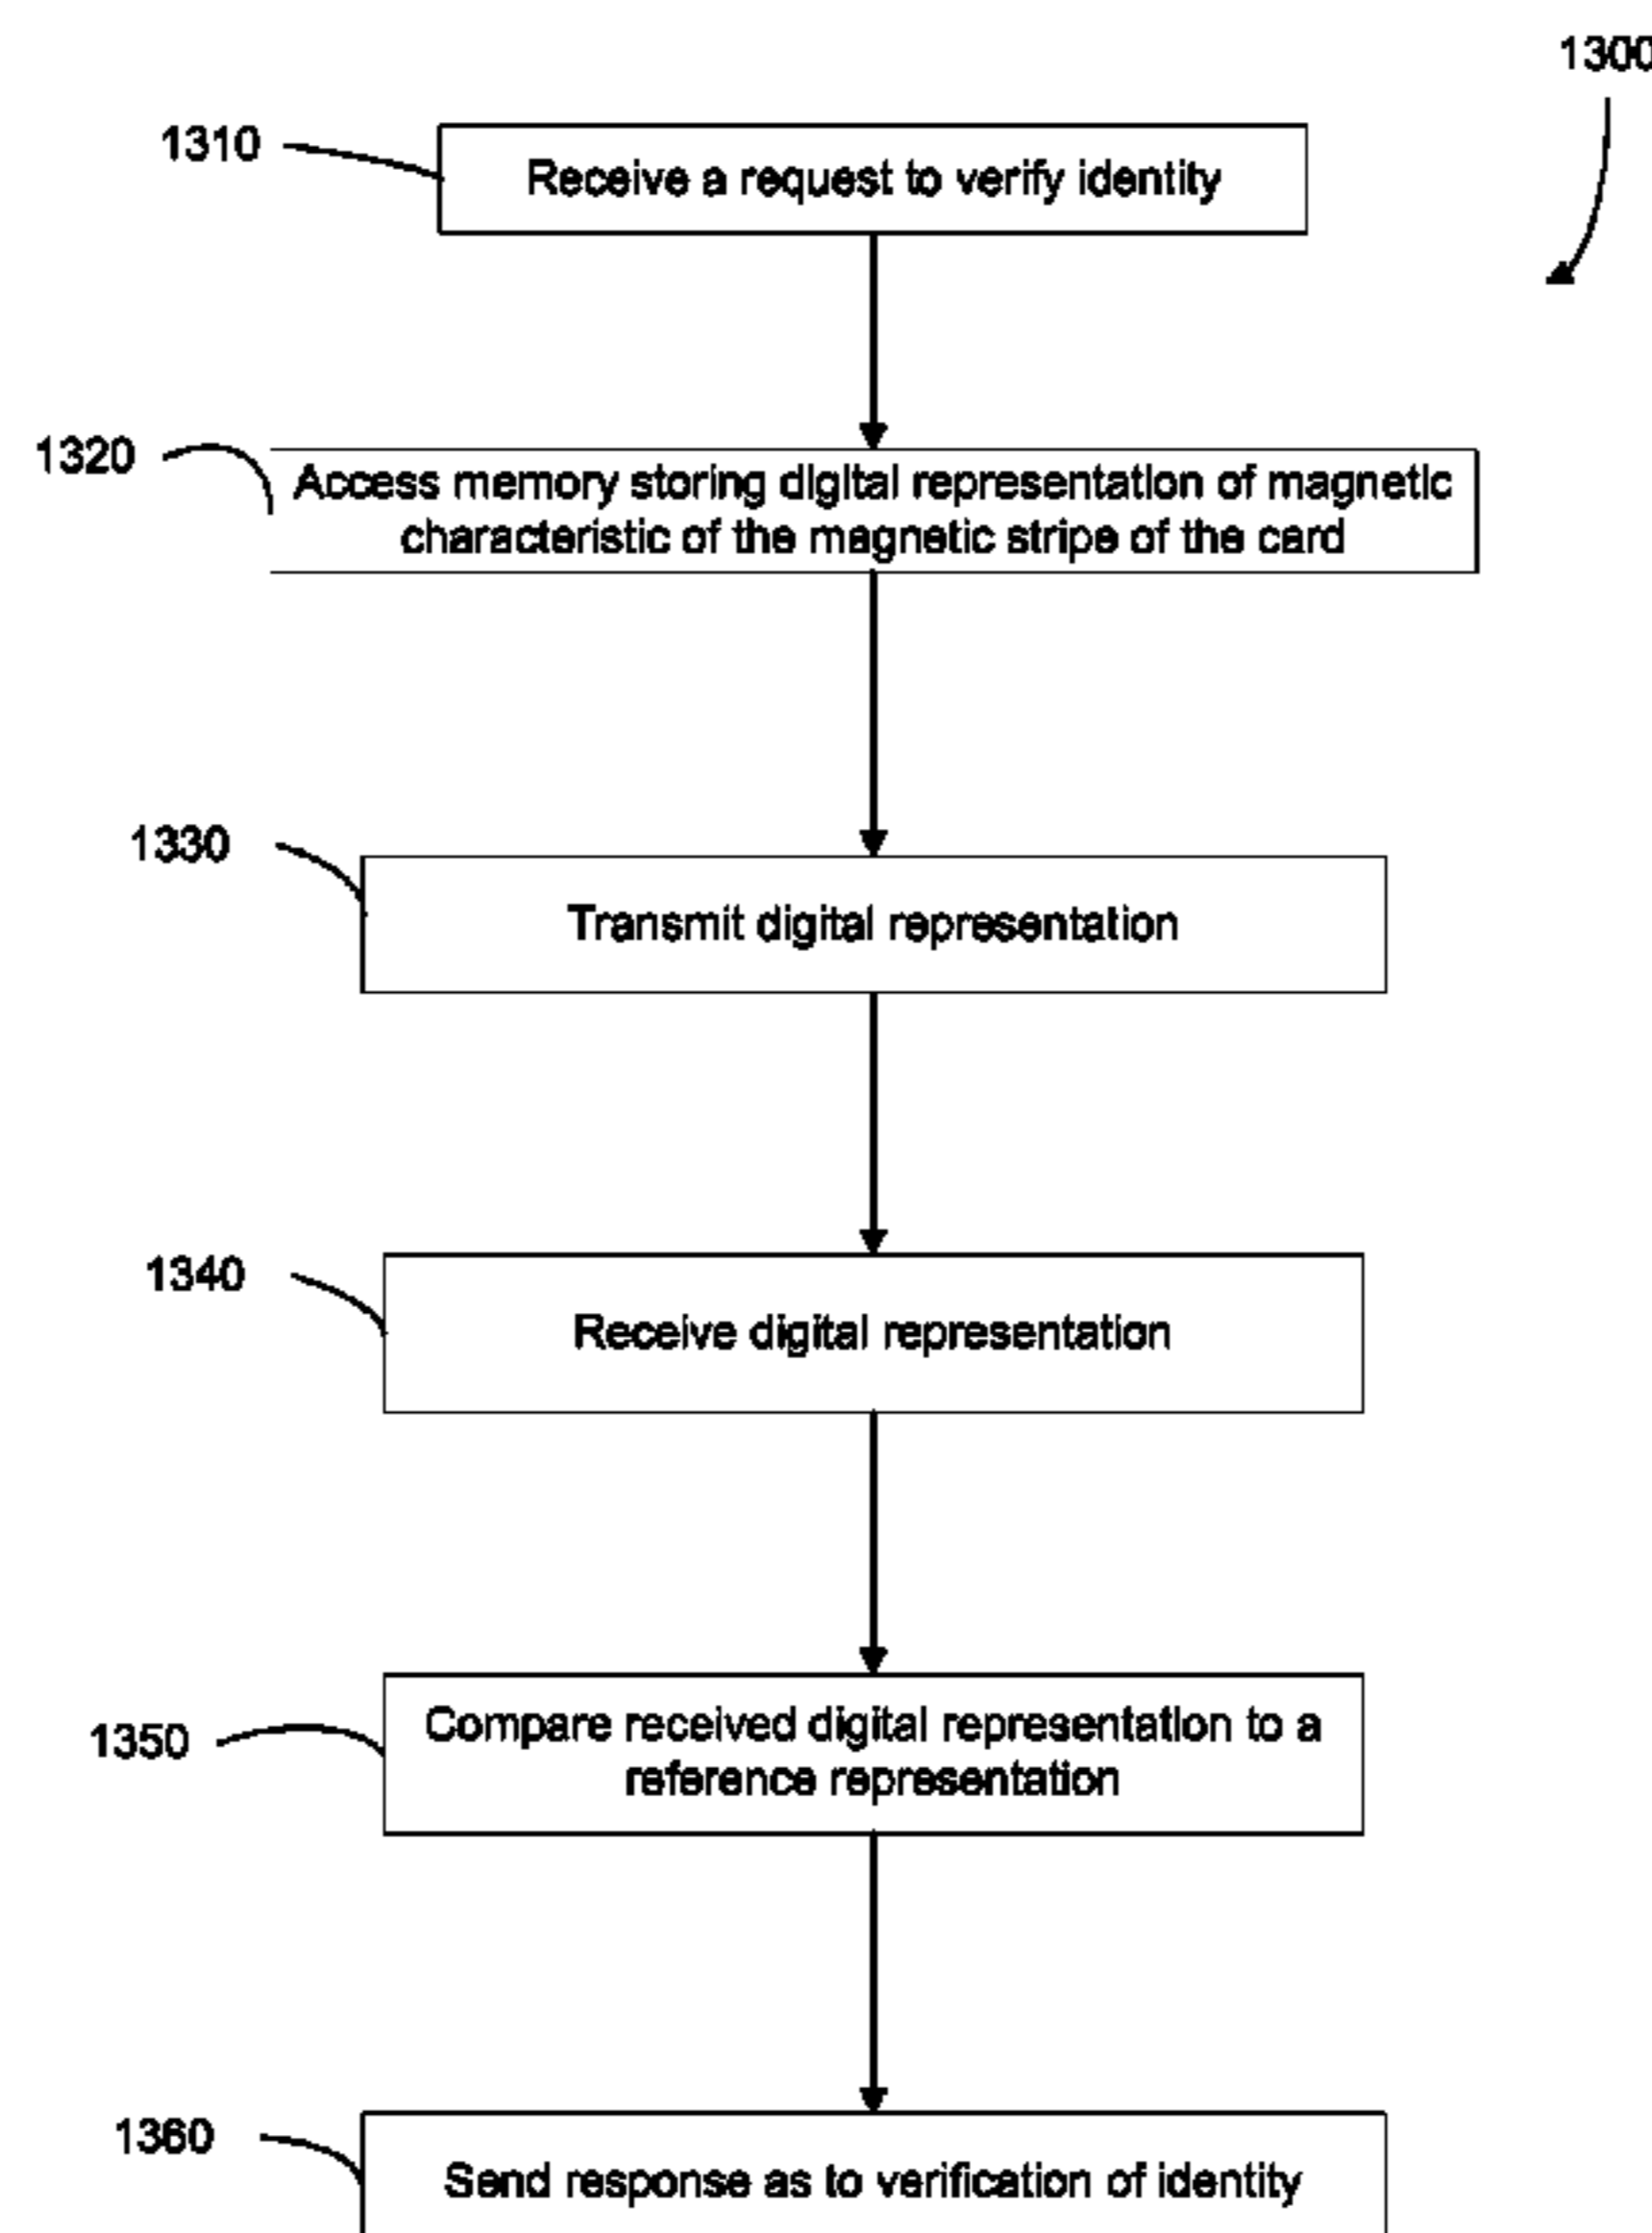 1300
1310
Receive a request to verify identity
1320
Access memory storing digital representation of magnetic
characteristic of the magnetic stripe of the card
1330
Transmit digital representation
1340
Receive digital representation
1350
Compare received digital representation to a
reference representation
1360
Send response as to verification of identity